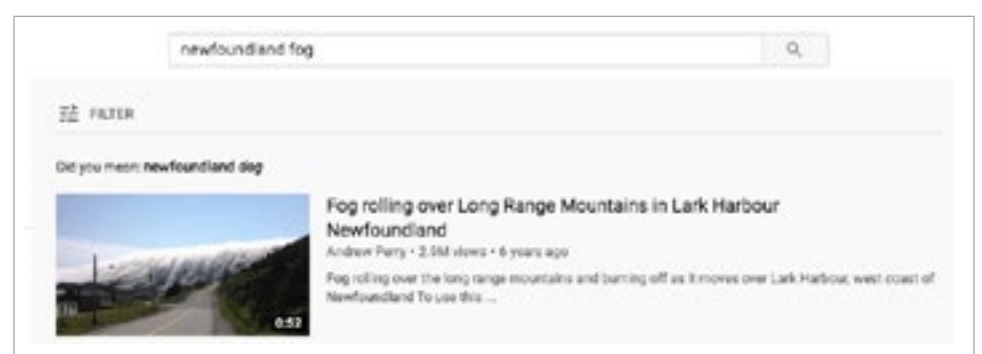 newfoundland fog
FILTER
Did you mean: newfoundland dog
Fog rolling over Long Range Mountains in Lark Harbour
Newfoundland
Andrew Perry • 2.9M views • 6 years ago
Fog rolling over the long range mountains and burning off as it moves over Lark Harbour, west coast of
Newfoundland To use this ...
0:52